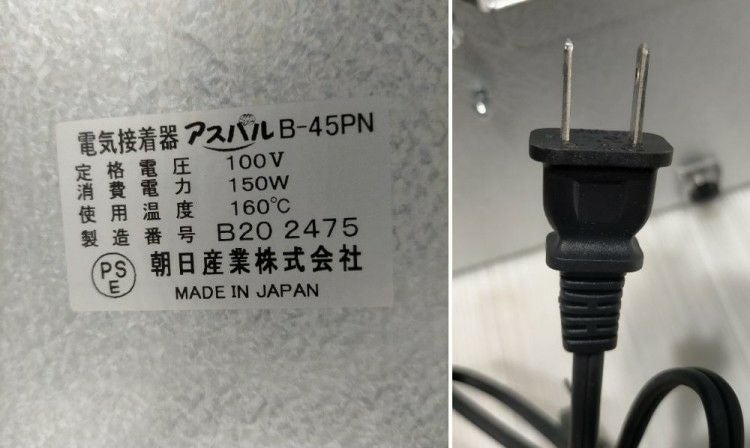 電気接着器 アスパル B-45PN
定格電圧 100V
消費電力 150W
使用温度 160℃
製造番号 B20 2475
PS
E
朝日産業株式会社
MADE IN JAPAN